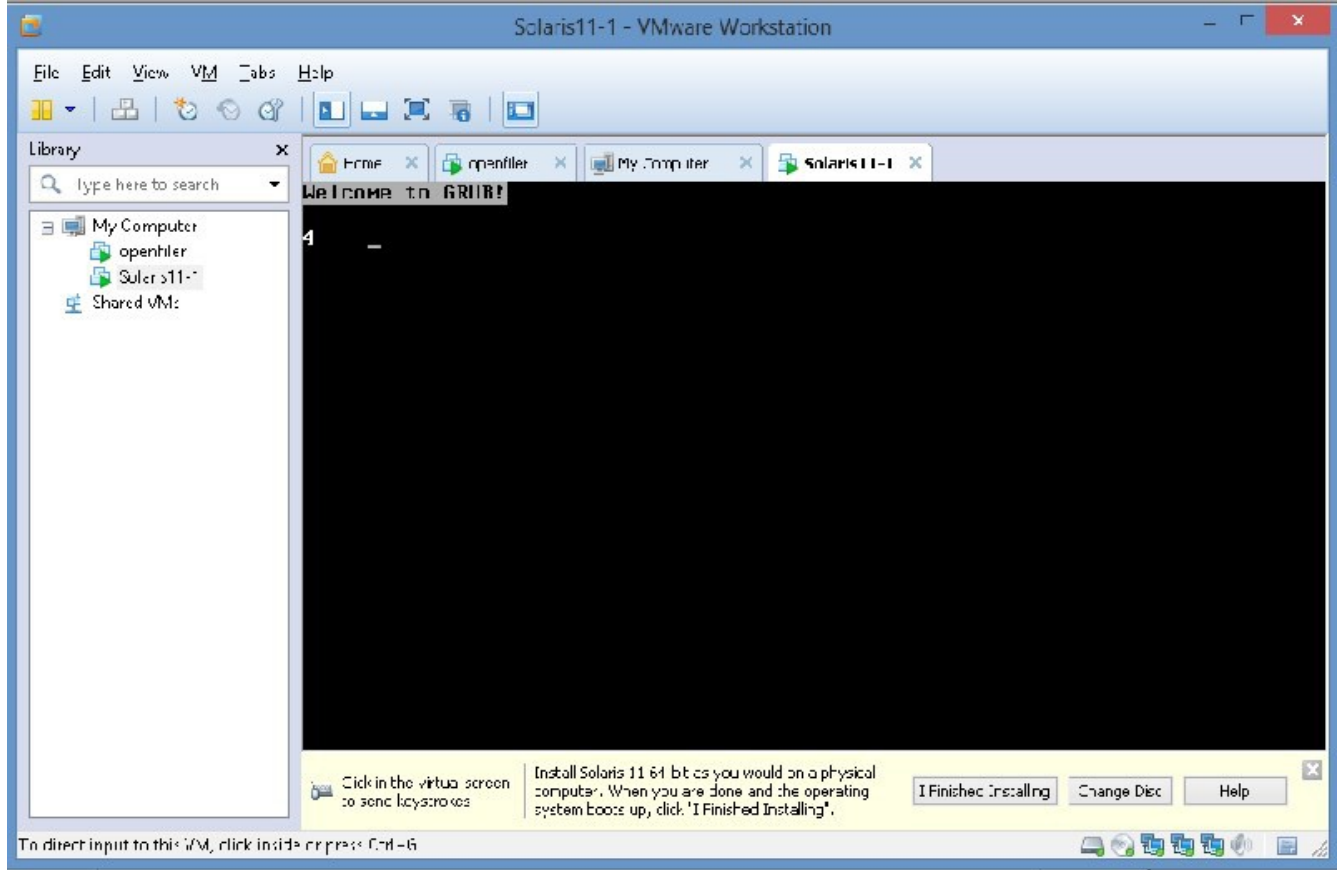 Solaris11-1 - VMware Workstation
File Edit View VM Tabs Help
Library
Type here to search
My Computer
openfiler
Solaris11-1
Shared VMs
Home
openfiler
My Computer
Solaris11-1
Welcome to GRUB!
4 _
Click in the virtual screen
to send keystrokes
Install Solaris 11 64-bit as you would on a physical
computer. When you are done and the operating
system boots up, click "I Finished Installing".
I Finished Installing
Change Disc
Help
To direct input to this VM, click inside or press Ctrl+G.